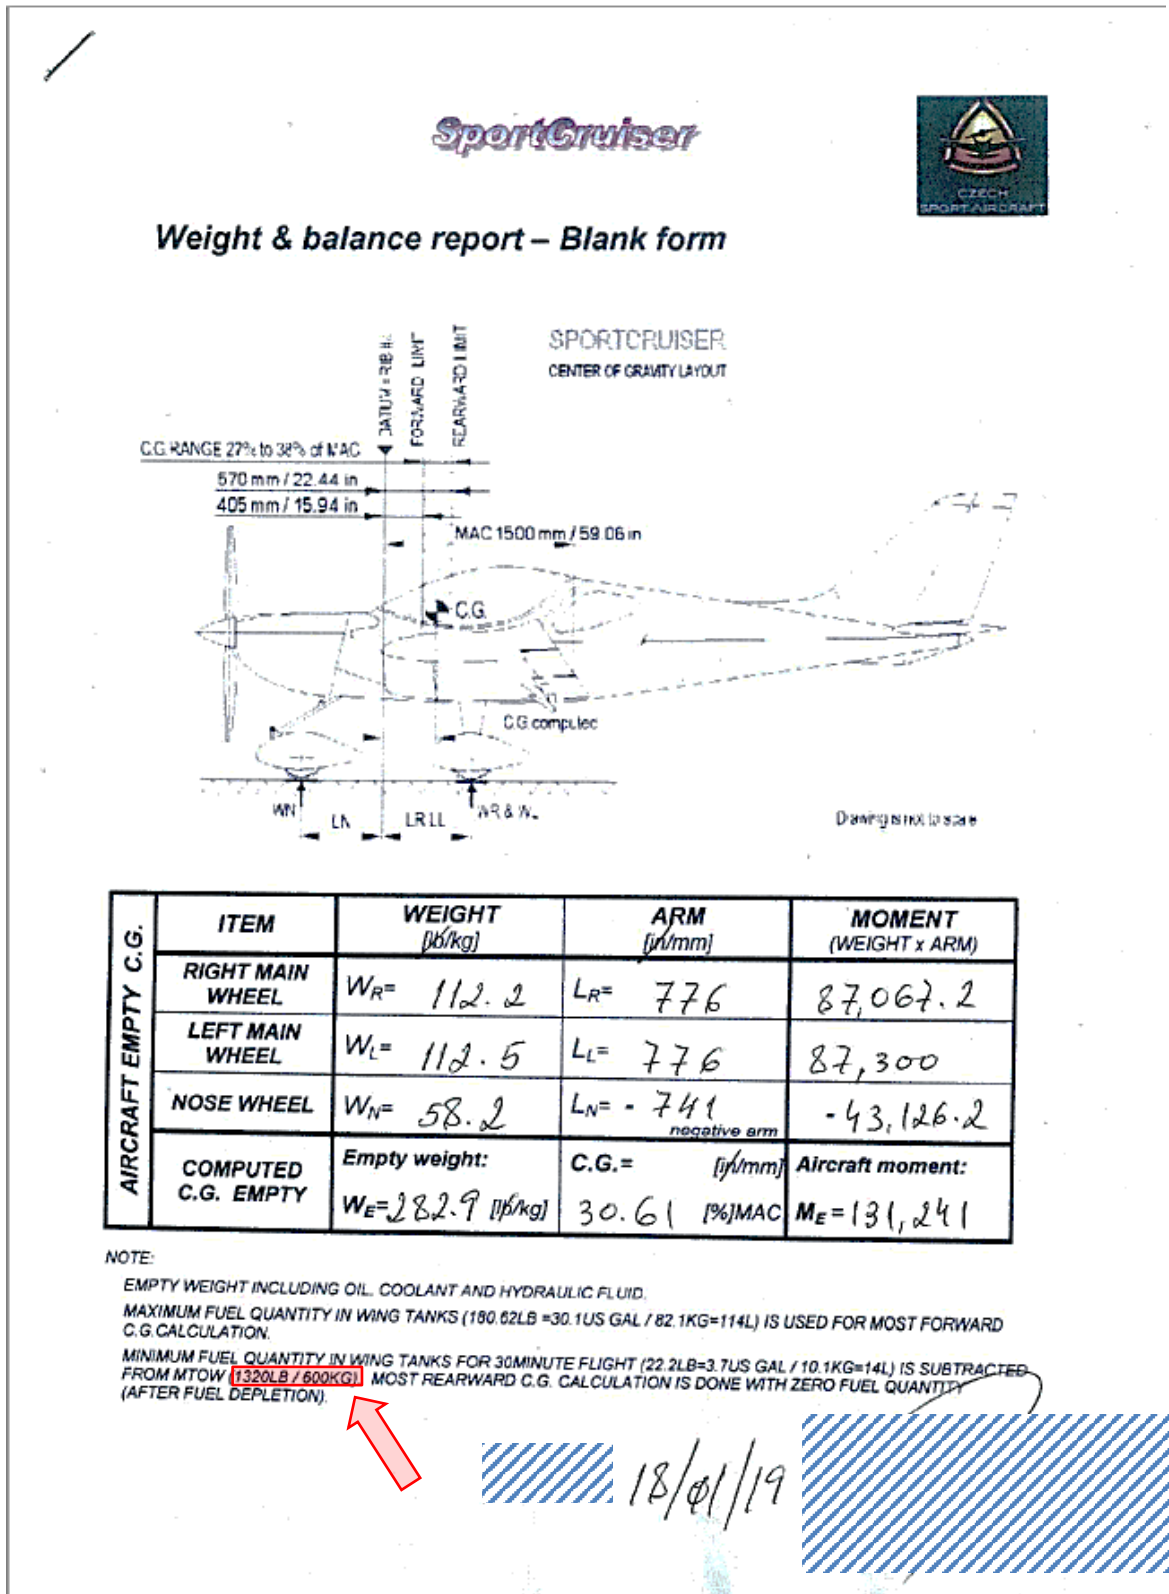 SportCruiser
CZECH
SPORT AIRCRAFT
Weight & balance report – Blank form
DATUM = RIB
FORWARD LIMIT
REARWARD LIMIT
SPORTCRUISER
CENTER OF GRAVITY LAYOUT
C.G. RANGE 27% to 38% of MAC
570 mm / 22.44 in
405 mm / 15.94 in
MAC 1500 mm / 59.06 in
C.G.
C.G. computed
WN
LN
LR LL
WR & WL
Drawing is not to scale
AIRCRAFT EMPTY C.G.
ITEM WEIGHT [lb/kg] ARM [in/mm] MOMENT (WEIGHT x ARM)
RIGHT MAIN WHEEL WR= 112.2 LR= 776 87,067.2
LEFT MAIN WHEEL WL= 112.5 LL= 776 87,300
NOSE WHEEL WN= 58.2 LN= - 741 negative arm -43,126.2
COMPUTED C.G. EMPTY Empty weight: WE=282.9 [lb/kg] C.G.= [in/mm] 30.61 [%]MAC Aircraft moment: ME=131,241
NOTE:
EMPTY WEIGHT INCLUDING OIL, COOLANT AND HYDRAULIC FLUID.
MAXIMUM FUEL QUANTITY IN WING TANKS (180.62LB =30.1US GAL / 82.1KG=114L) IS USED FOR MOST FORWARD
C.G.CALCULATION.
MINIMUM FUEL QUANTITY IN WING TANKS FOR 30MINUTE FLIGHT (22.2LB=3.7US GAL / 10.1KG=14L) IS SUBTRACTED
FROM MTOW (1320LB / 600KG). MOST REARWARD C.G. CALCULATION IS DONE WITH ZERO FUEL QUANTITY
(AFTER FUEL DEPLETION).
18/01/19